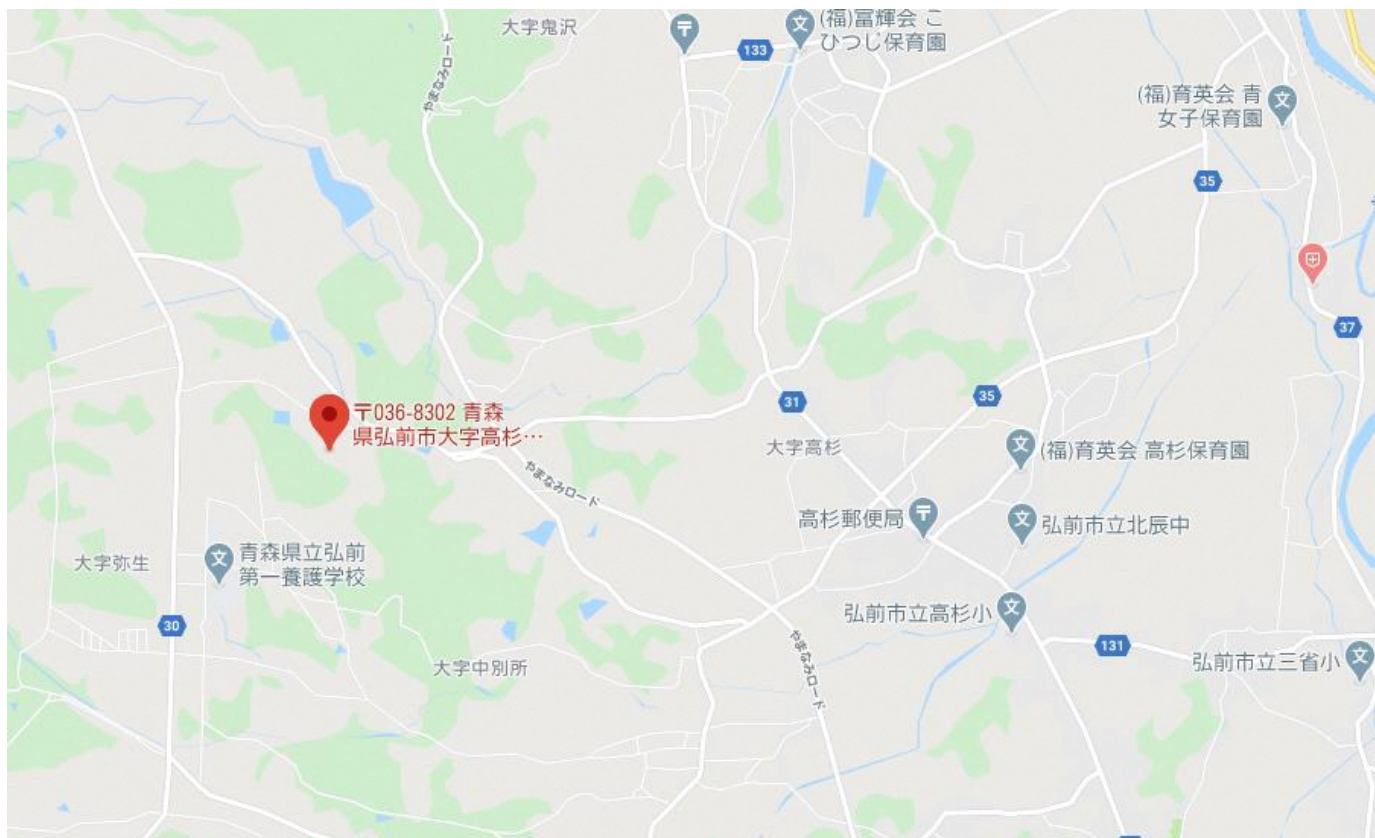 大字鬼沢
(福)冨輝会 こ
ひつじ保育園
133
やまなみロード
(福)育英会 青
女子保育園
35
37
〒036-8302 青森
県弘前市大字高杉…
31
35
大字高杉
(福)育英会 高杉保育園
やまなみロード
高杉郵便局
弘前市立北辰中
大字弥生
青森県立弘前
第一養護学校
30
弘前市立高杉小
やまなみロード
131
弘前市立三省小
大字中別所